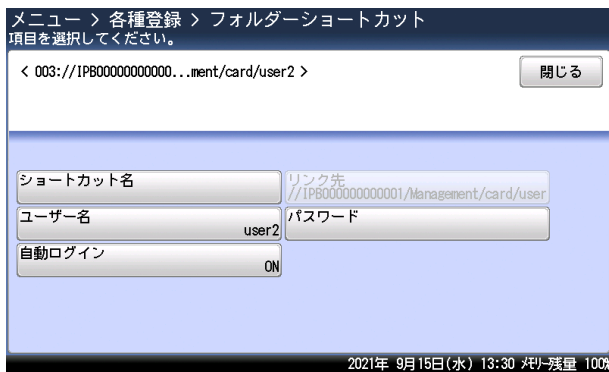 メニュー > 各種登録 > フォルダーショートカット
項目を選択してください。
< 003://IPB00000000000...ment/card/user2 >
閉じる
ショートカット名
リンク先
//IPB000000000001/Management/card/user
ユーザー名
user2
パスワード
自動ログイン
ON
2021年 9月15日(水) 13:30 メモリー残量 100%